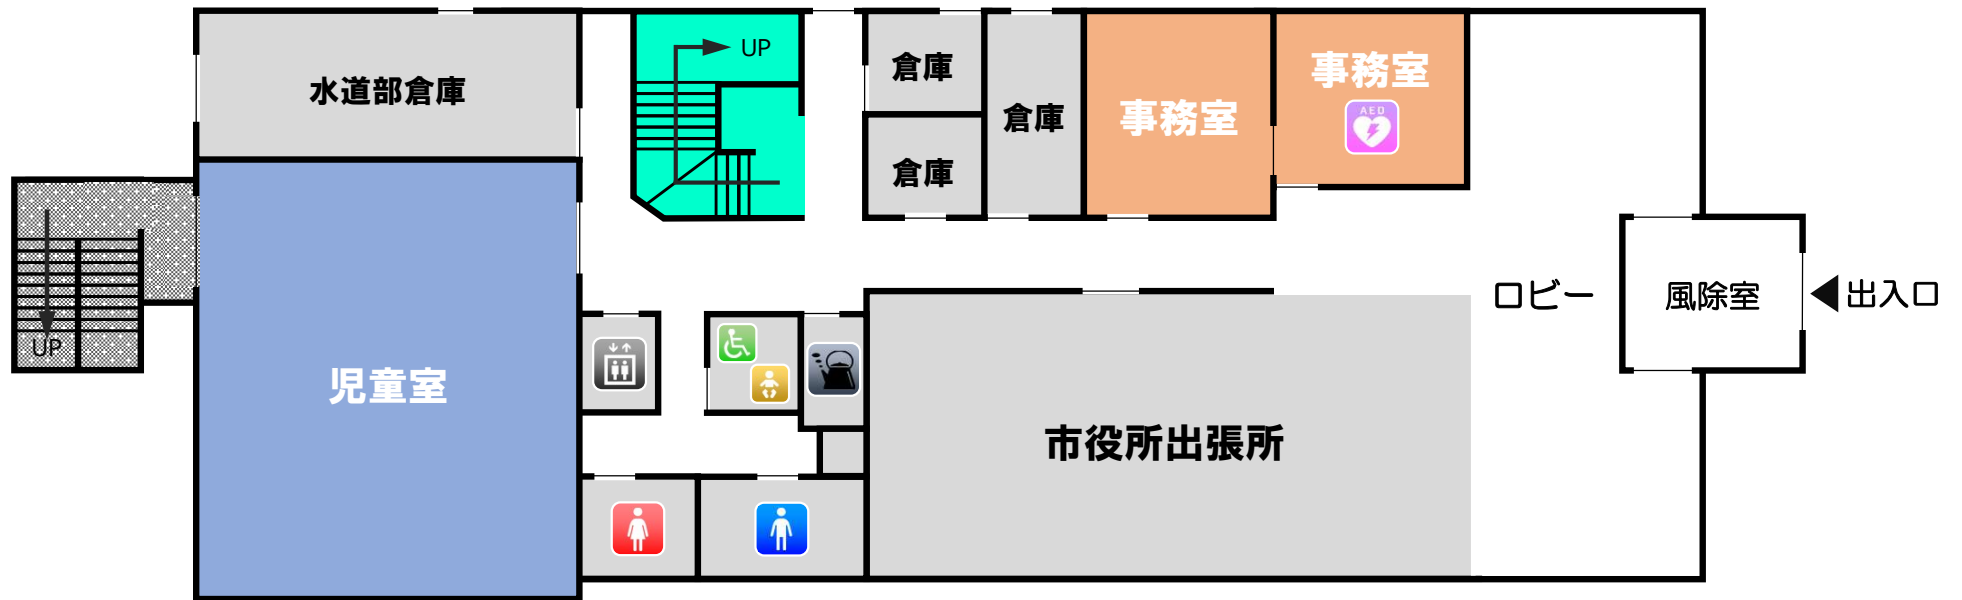 水道部倉庫
UP
倉庫
倉庫
倉庫
事務室
事務室
AED
UP
児童室
市役所出張所
ロビー
風除室
出入口